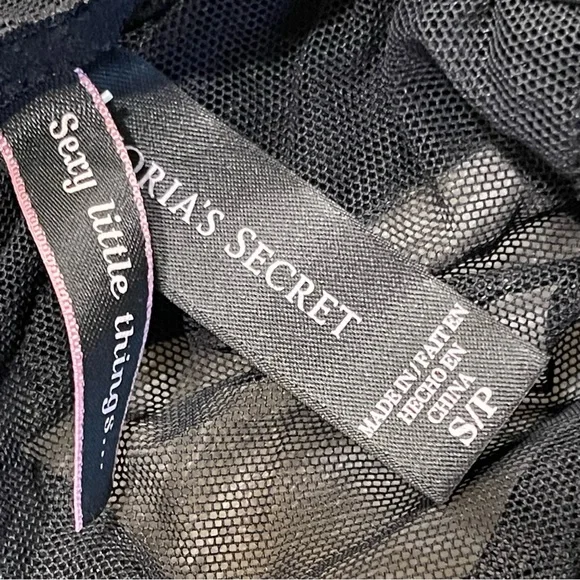 Sexy little things...
ORIA'S SECRET
MADE IN / FAIT EN
HECHO EN
CHINA
S/P